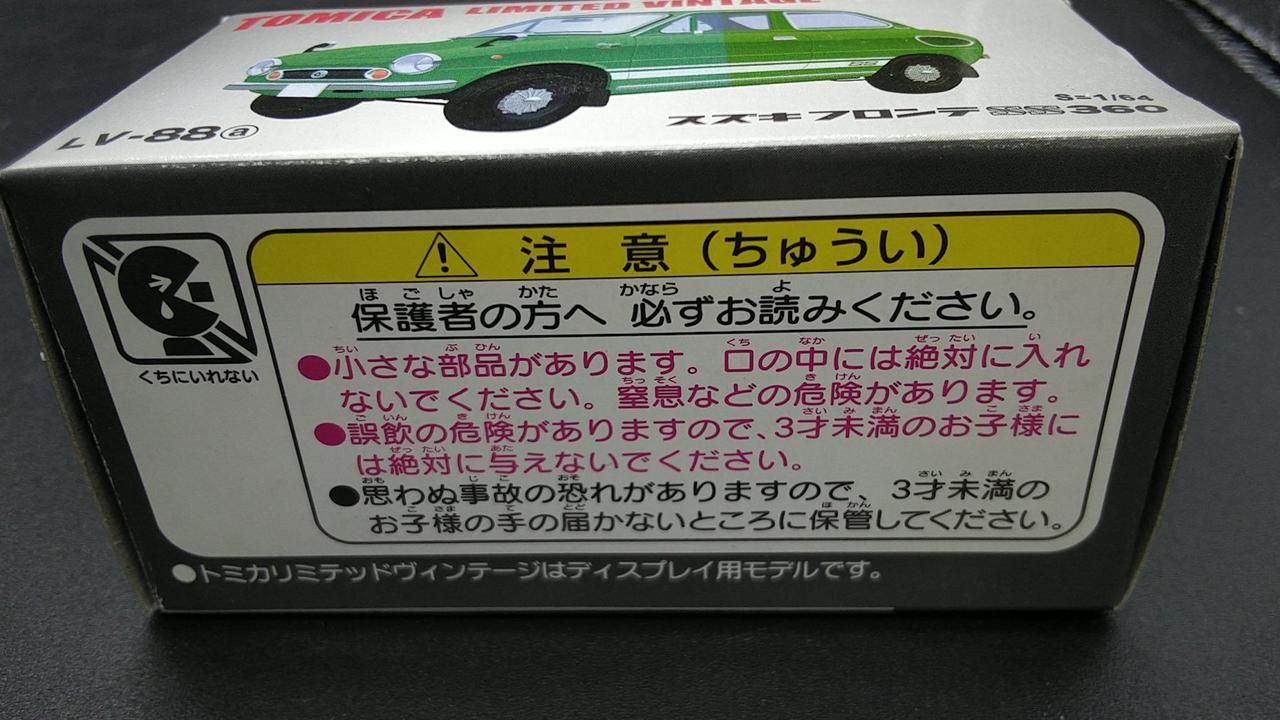 TOMICA LIMITED VINTAGE
S=1/64
LV-88ⓐ
スズキ フロンテ SS 360
注意（ちゅうい）
保護者の方へ 必ずお読みください。
●小さな部品があります。口の中には絶対に入れ
ないでください。窒息などの危険があります。
●誤飲の危険がありますので、3才未満のお子様に
は絶対に与えないでください。
●思わぬ事故の恐れがありますので、3才未満の
お子様の手の届かないところに保管してください。
くちにいれない
●トミカリミテッドヴィンテージはディスプレイ用モデルです。